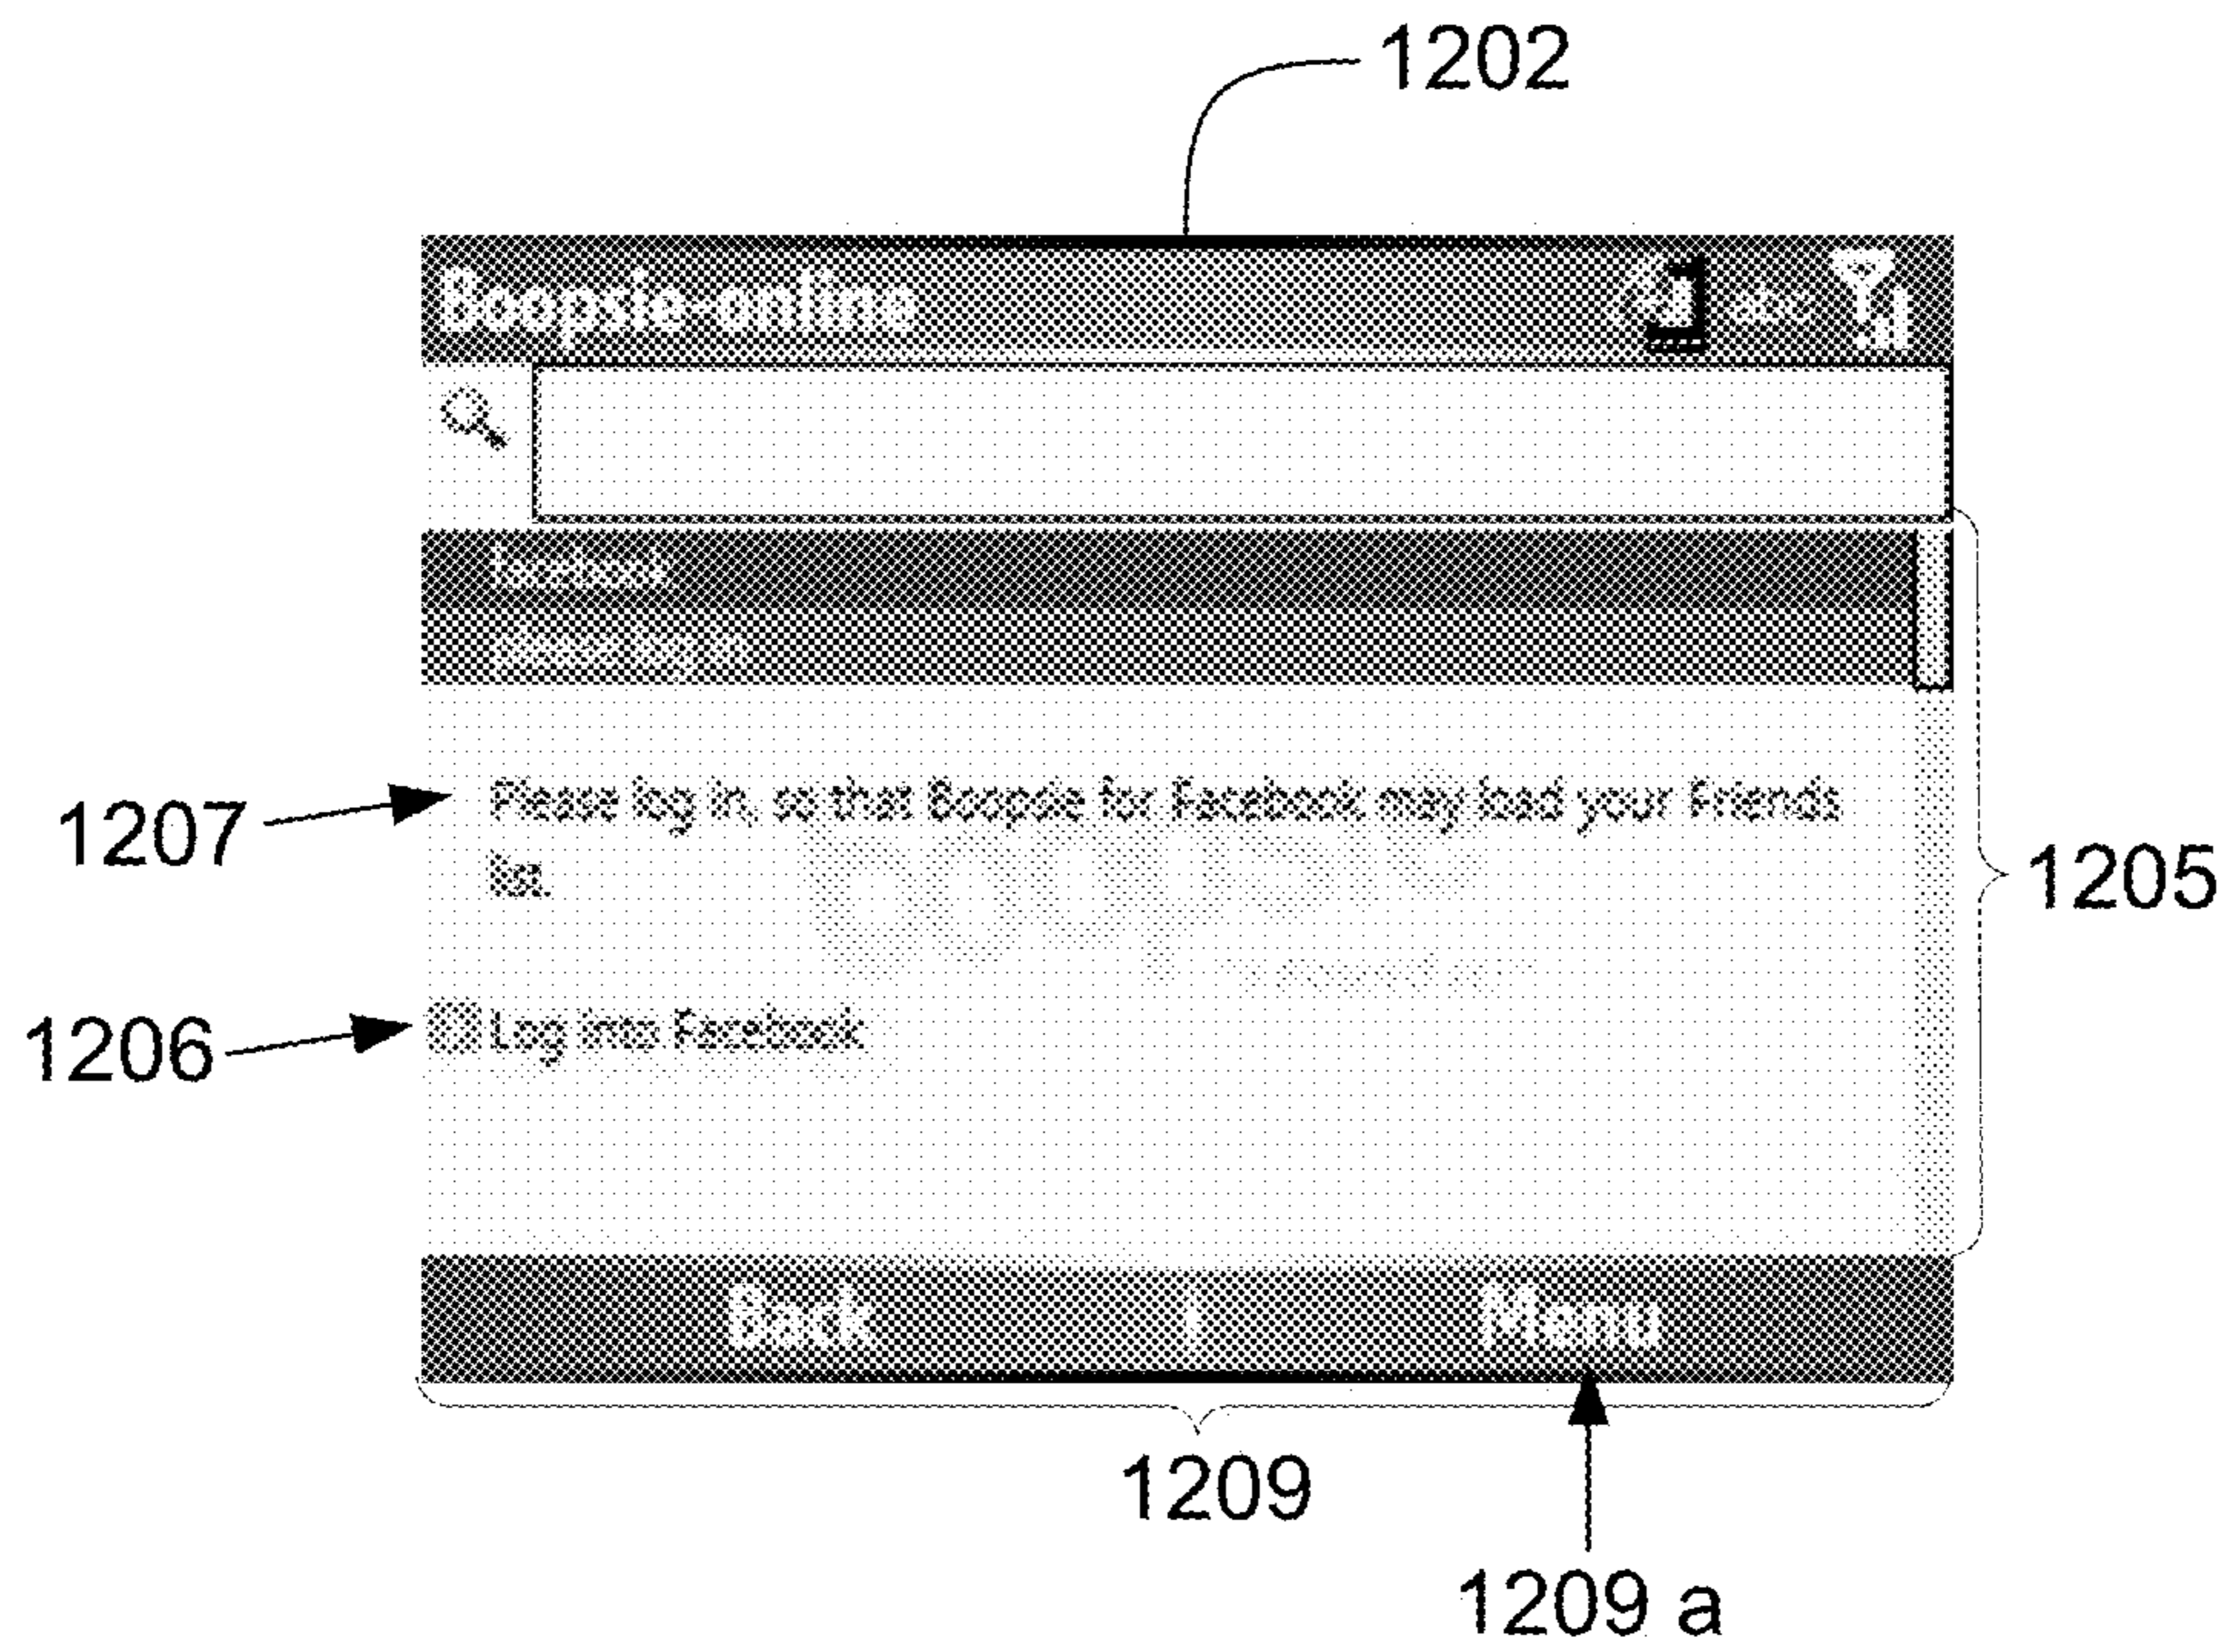 1202
Boopsie-online
abc
facebook
please log in
1207
Please log in, so that Boopsie for Facebook may load your Friends
list.
1205
1206
Log into Facebook
Back
Menu
1209
1209 a